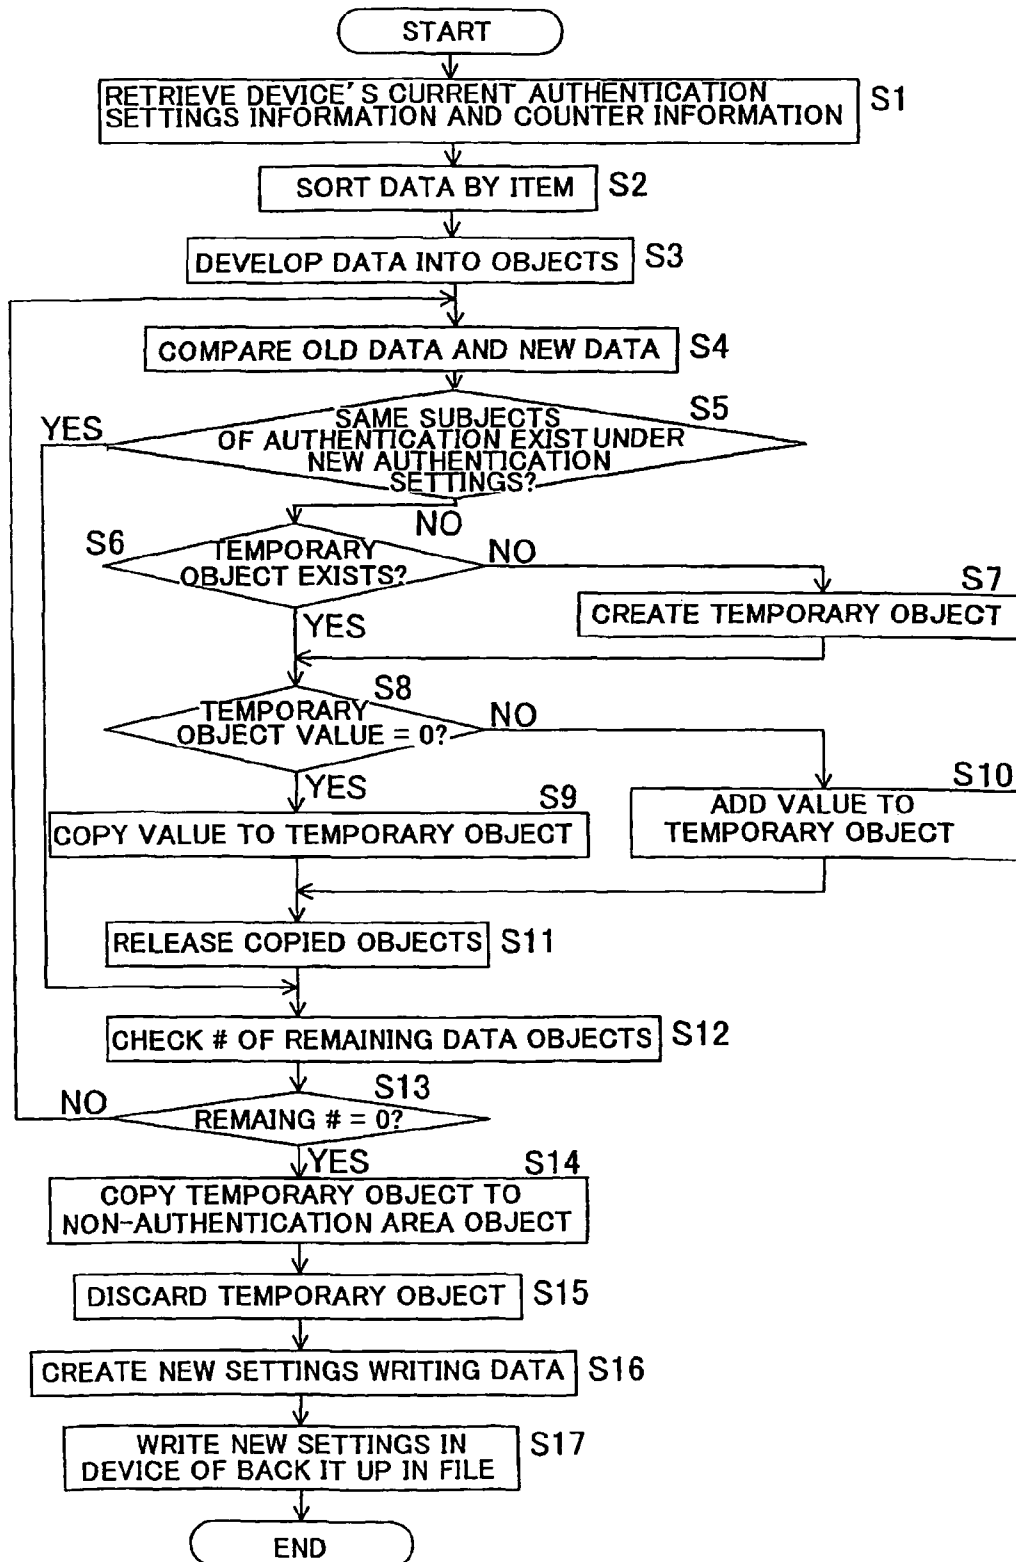 START
RETRIEVE DEVICE'S CURRENT AUTHENTICATION
SETTINGS INFORMATION AND COUNTER INFORMATION
S1
SORT DATA BY ITEM
S2
DEVELOP DATA INTO OBJECTS
S3
COMPARE OLD DATA AND NEW DATA
S4
S5
YES
SAME SUBJECTS
OF AUTHENTICATION EXIST UNDER
NEW AUTHENTICATION
SETTINGS?
NO
S6
TEMPORARY
OBJECT EXISTS?
NO
S7
CREATE TEMPORARY OBJECT
YES
S8
TEMPORARY
OBJECT VALUE = 0?
NO
YES
S9
COPY VALUE TO TEMPORARY OBJECT
S10
ADD VALUE TO
TEMPORARY OBJECT
RELEASE COPIED OBJECTS
S11
CHECK # OF REMAINING DATA OBJECTS
S12
S13
NO
REMAING # = 0?
YES
S14
COPY TEMPORARY OBJECT TO
NON-AUTHENTICATION AREA OBJECT
DISCARD TEMPORARY OBJECT
S15
CREATE NEW SETTINGS WRITING DATA
S16
WRITE NEW SETTINGS IN
DEVICE OF BACK IT UP IN FILE
S17
END